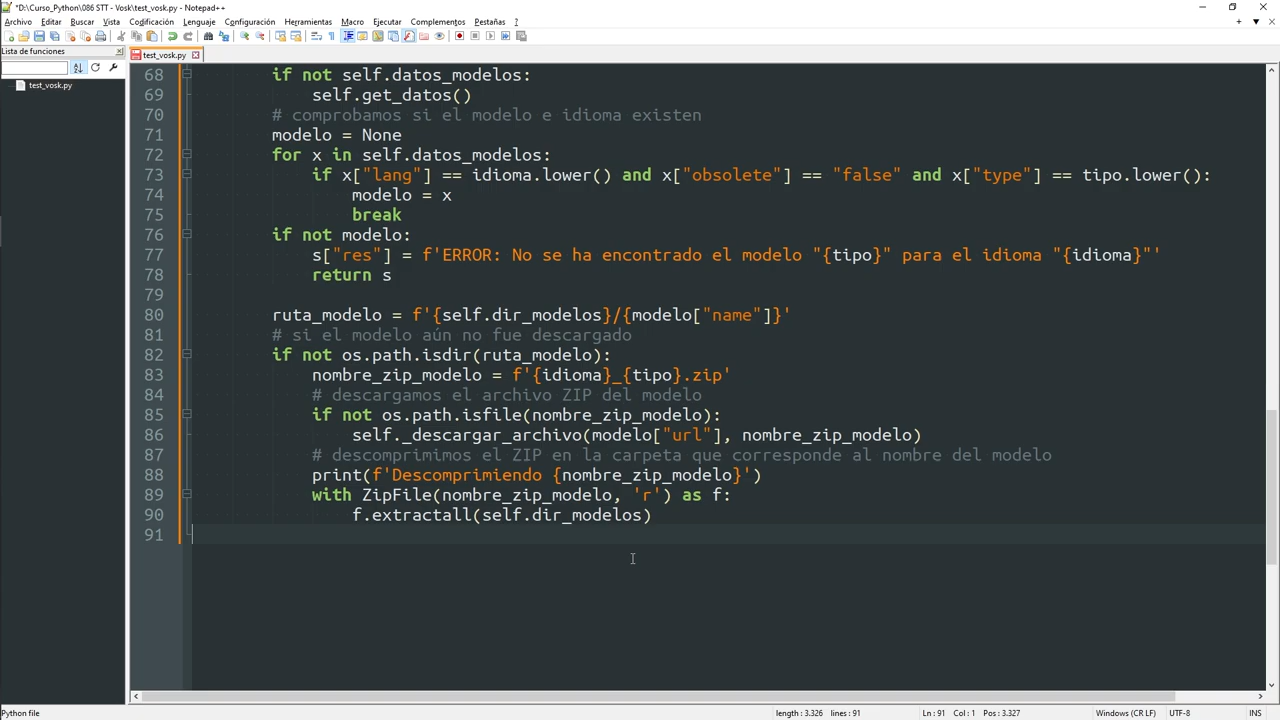 *D:\Curso_Python\086 STT - Vosk\test_vosk.py - Notepad++
Archivo Editar Buscar Vista Codificación Lenguaje Configuración Herramientas Macro Ejecutar Complementos Pestañas ?
Lista de funciones
test_vosk.py
test_vosk.py
68 if not self.datos_modelos:
69 self.get_datos()
70 # comprobamos si el modelo e idioma existen
71 modelo = None
72 for x in self.datos_modelos:
73 if x["lang"] == idioma.lower() and x["obsolete"] == "false" and x["type"] == tipo.lower():
74 modelo = x
75 break
76 if not modelo:
77 s["res"] = f'ERROR: No se ha encontrado el modelo "{tipo}" para el idioma "{idioma}"'
78 return s
79
80 ruta_modelo = f'{self.dir_modelos}/{modelo["name"]}'
81 # si el modelo aún no fue descargado
82 if not os.path.isdir(ruta_modelo):
83 nombre_zip_modelo = f'{idioma}_{tipo}.zip'
84 # descargamos el archivo ZIP del modelo
85 if not os.path.isfile(nombre_zip_modelo):
86 self._descargar_archivo(modelo["url"], nombre_zip_modelo)
87 # descomprimimos el ZIP en la carpeta que corresponde al nombre del modelo
88 print(f'Descomprimiendo {nombre_zip_modelo}')
89 with ZipFile(nombre_zip_modelo, 'r') as f:
90 f.extractall(self.dir_modelos)
91
Python file length : 3.326 lines : 91 Ln : 91 Col : 1 Pos : 3.327 Windows (CR LF) UTF-8 INS